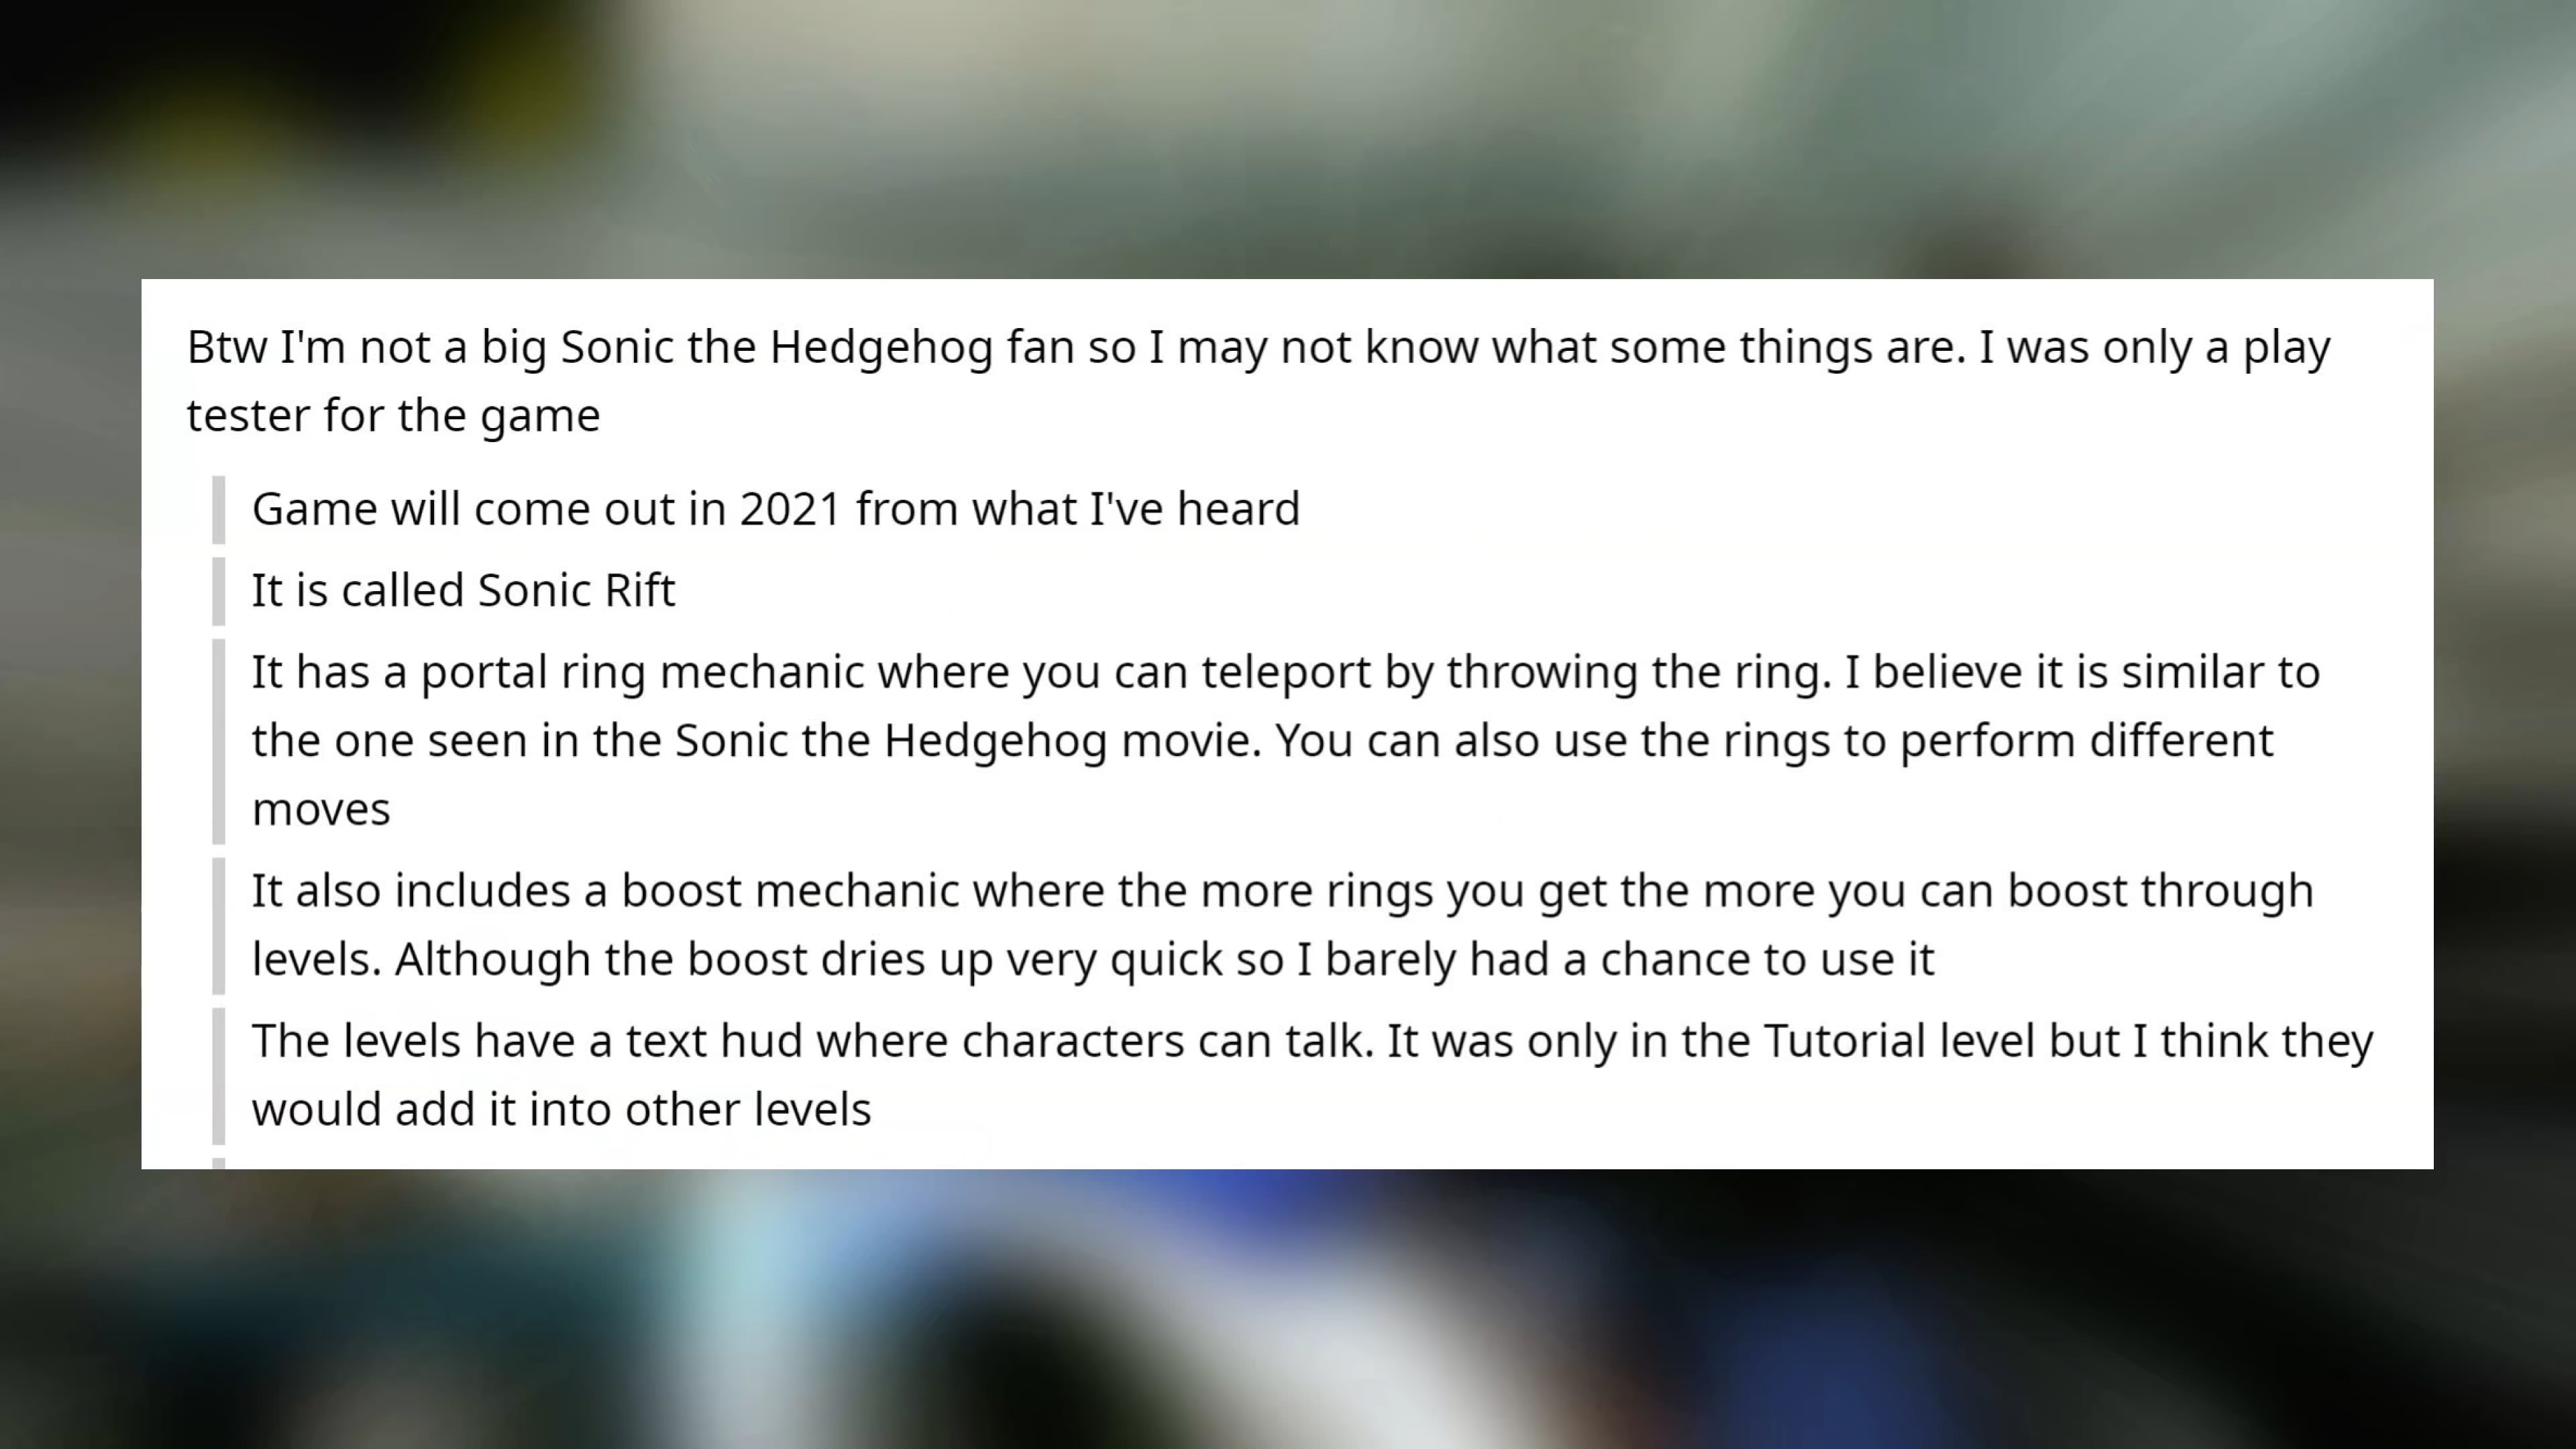 Btw I'm not a big Sonic the Hedgehog fan so I may not know what some things are. I was only a play
tester for the game
Game will come out in 2021 from what I've heard
It is called Sonic Rift
It has a portal ring mechanic where you can teleport by throwing the ring. I believe it is similar to
the one seen in the Sonic the Hedgehog movie. You can also use the rings to perform different
moves
It also includes a boost mechanic where the more rings you get the more you can boost through
levels. Although the boost dries up very quick so I barely had a chance to use it
The levels have a text hud where characters can talk. It was only in the Tutorial level but I think they
would add it into other levels